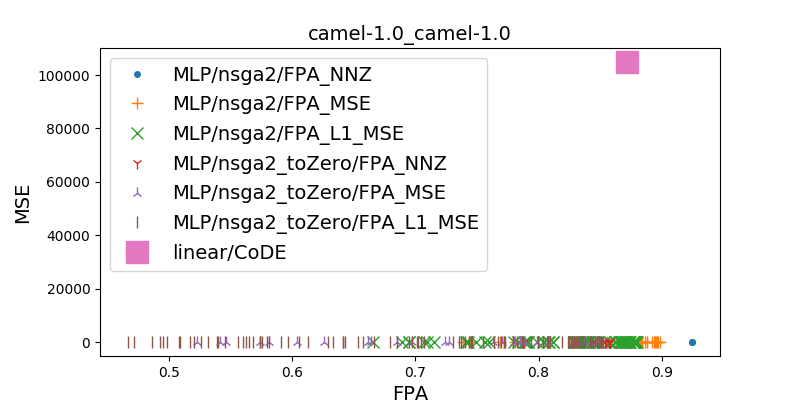 camel-1.0_camel-1.0
MSE
100000
80000
60000
40000
20000
0
MLP/nsga2/FPA_NNZ
MLP/nsga2/FPA_MSE
MLP/nsga2/FPA_L1_MSE
MLP/nsga2_toZero/FPA_NNZ
MLP/nsga2_toZero/FPA_MSE
MLP/nsga2_toZero/FPA_L1_MSE
linear/CoDE
0.5 0.6 0.7 0.8 0.9
FPA